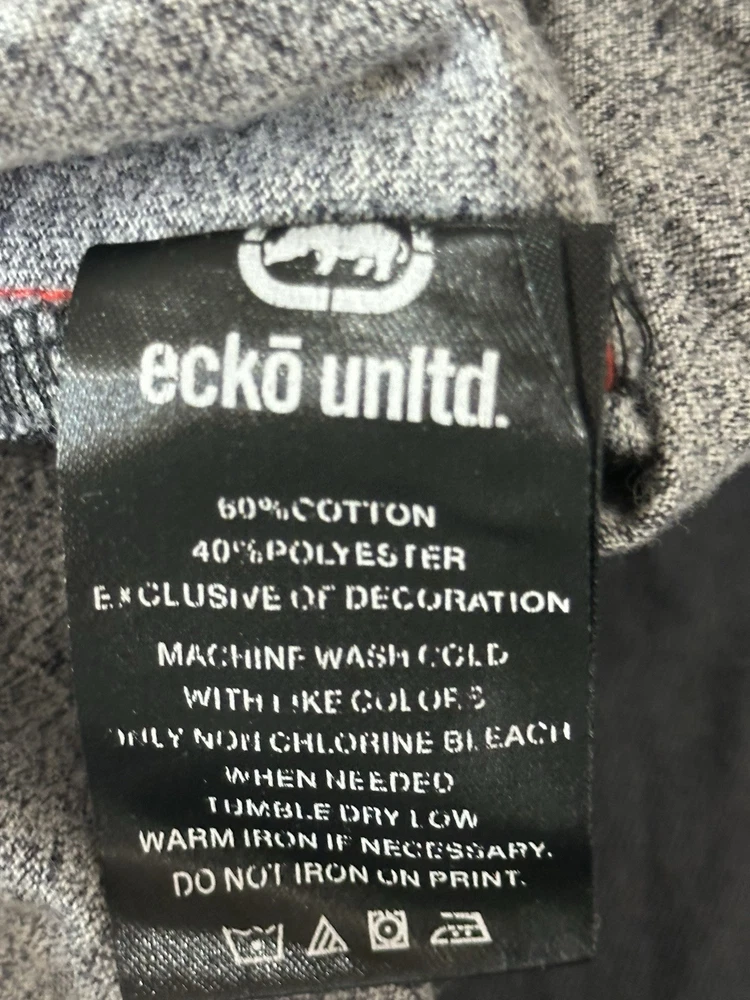 eckō unltd.
60%COTTON
40%POLYESTER
EXCLUSIVE OF DECORATION
MACHINE WASH COLD
WITH LIKE COLORS
ONLY NON CHLORINE BLEACH
WHEN NEEDED
TUMBLE DRY LOW
WARM IRON IF NECESSARY.
DO NOT IRON ON PRINT.